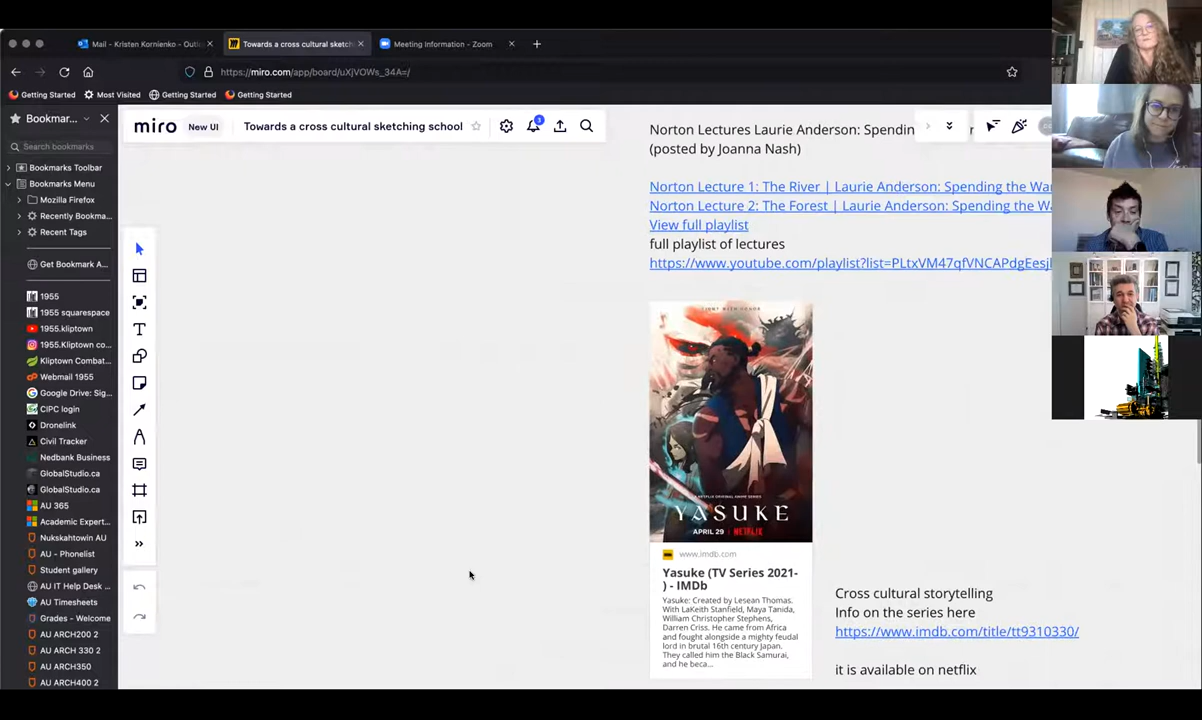 Mail - Kristen Kornienko - Outl
Towards a cross cultural sketch
Meeting Information - Zoom
https://miro.com/app/board/uXjVOWs_34A=/
Getting Started
Most Visited
Getting Started
Getting Started
Bookmar...
Search bookmarks
Bookmarks Toolbar
Bookmarks Menu
Mozilla Firefox
Recently Bookma...
Recent Tags
Get Bookmark A...
1955
1955 squarespace
1955.kliptown
1955.Kliptown co...
Kliptown Combat...
Webmail 1955
Google Drive: Sig...
CIPC login
Dronelink
Civil Tracker
Nedbank Business
GlobalStudio.ca
GlobalStudio.ca
AU 365
Academic Expert...
Nukskahtowin AU
AU - Phonelist
Student gallery
AU IT Help Desk ...
AU Timesheets
Grades - Welcome
AU ARCH200 2
AU ARCH 330 2
AU ARCH350
AU ARCH400 2
miro
New UI
Towards a cross cultural sketching school
3
Norton Lectures Laurie Anderson: Spendin
(posted by Joanna Nash)
Norton Lecture 1: The River | Laurie Anderson: Spending the War
Norton Lecture 2: The Forest | Laurie Anderson: Spending the Wa
View full playlist
full playlist of lectures
https://www.youtube.com/playlist?list=PLtxVM47qfVNCAPdgEesjl
A NETFLIX ORIGINAL ANIME SERIES
YASUKE
APRIL 29 | NETFLIX
www.imdb.com
Yasuke (TV Series 2021-
) - IMDb
Yasuke: Created by Lesean Thomas.
With LaKeith Stanfield, Maya Tanida,
William Christopher Stephens,
Darren Criss. He came from Africa
and fought alongside a mighty feudal
lord in brutal 16th century Japan.
They called him the Black Samurai,
and he beca...
Cross cultural storytelling
Info on the series here
https://www.imdb.com/title/tt9310330/
it is available on netflix